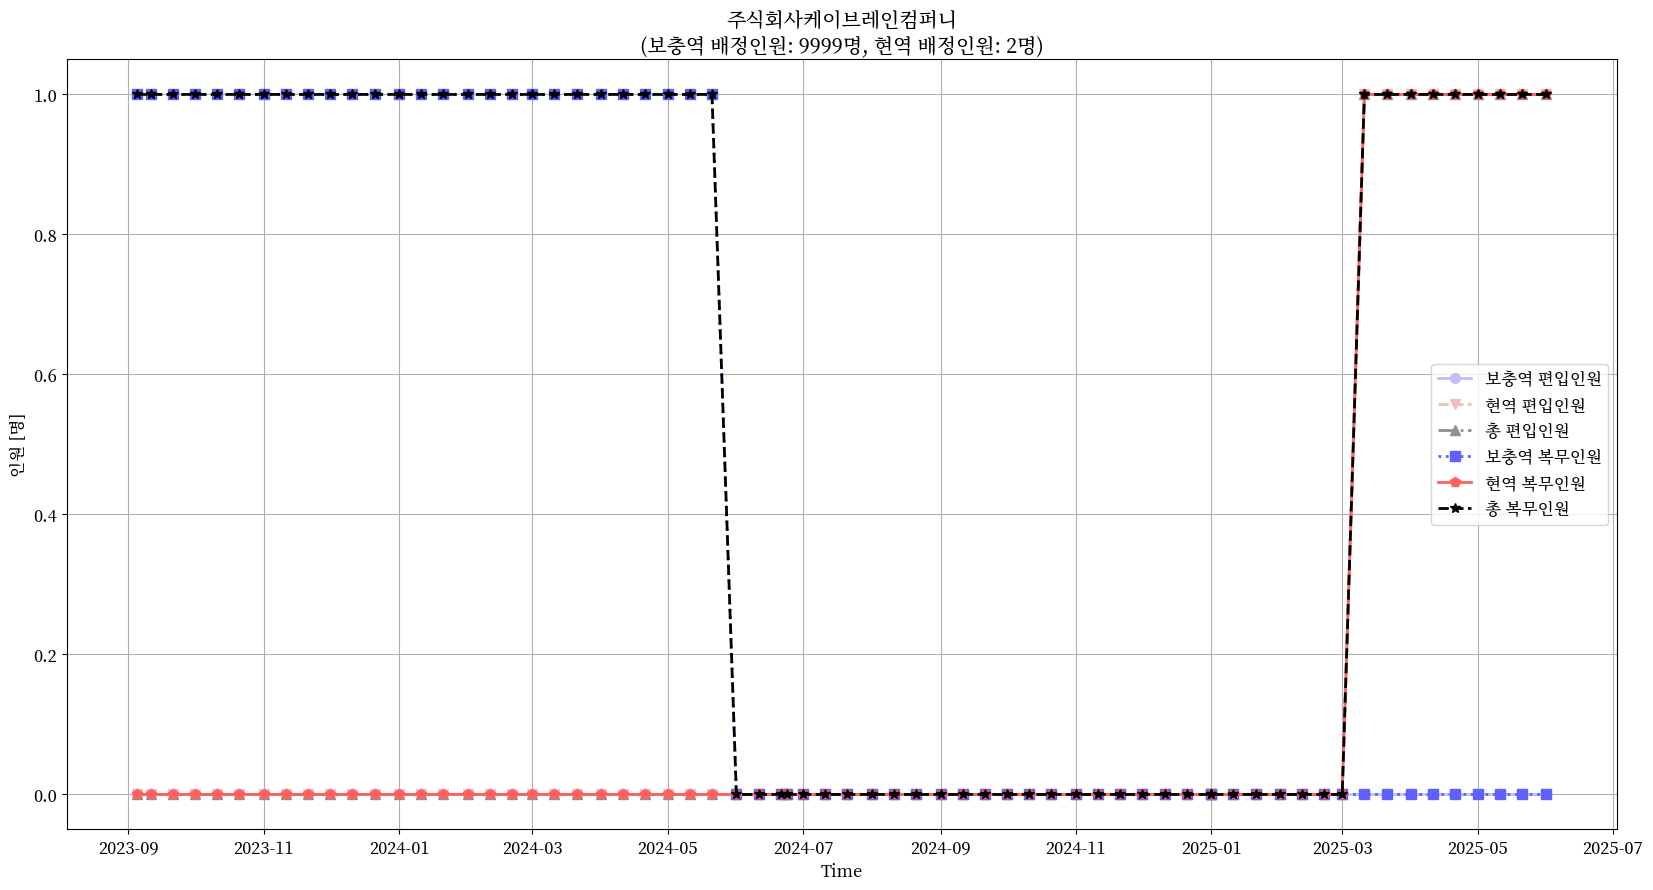 주식회사케이브레인컴퍼니
(보충역 배정인원: 9999명, 현역 배정인원: 2명)
인원 [명]
1.0
0.8
0.6
0.4
0.2
0.0
보충역 편입인원
현역 편입인원
총 편입인원
보충역 복무인원
현역 복무인원
총 복무인원
2023-09
2023-11
2024-01
2024-03
2024-05
2024-07
2024-09
2024-11
2025-01
2025-03
2025-05
2025-07
Time